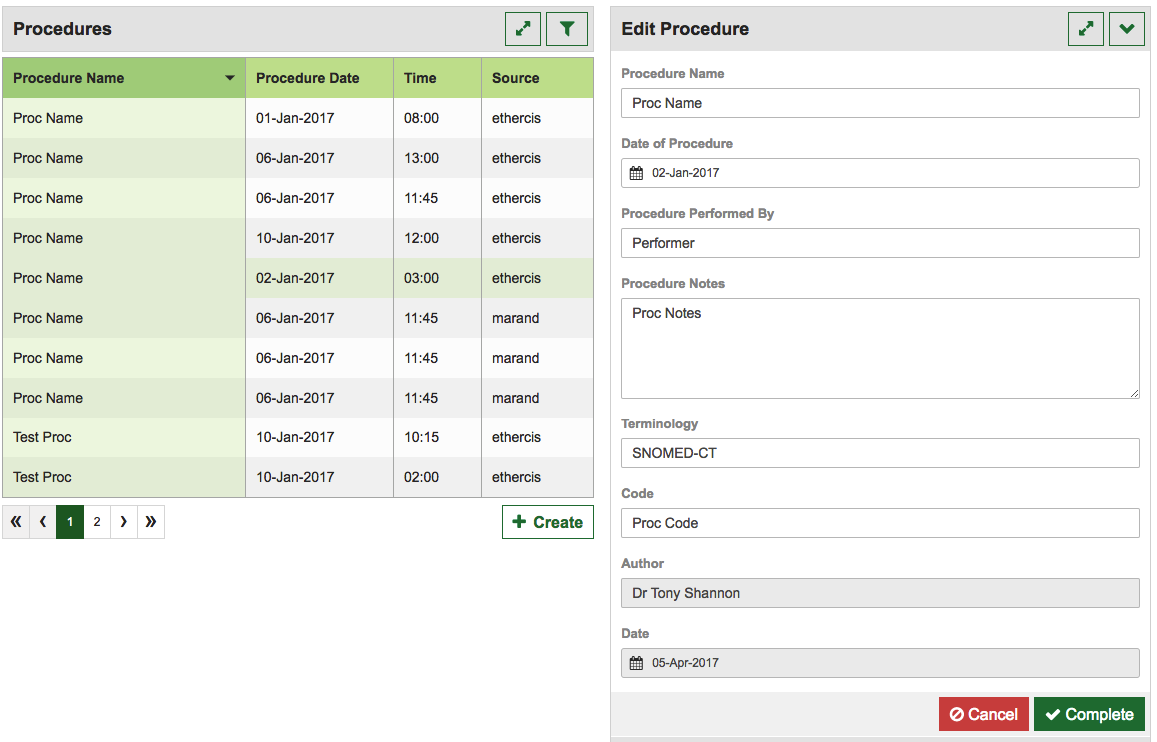 Procedures
Procedure Name Procedure Date Time Source
Proc Name 01-Jan-2017 08:00 ethercis
Proc Name 06-Jan-2017 13:00 ethercis
Proc Name 06-Jan-2017 11:45 ethercis
Proc Name 10-Jan-2017 12:00 ethercis
Proc Name 02-Jan-2017 03:00 ethercis
Proc Name 06-Jan-2017 11:45 marand
Proc Name 06-Jan-2017 11:45 marand
Proc Name 06-Jan-2017 11:45 marand
Test Proc 10-Jan-2017 10:15 ethercis
Test Proc 10-Jan-2017 02:00 ethercis
« ‹ 1 2 › »
+ Create
Edit Procedure
Procedure Name
Proc Name
Date of Procedure
02-Jan-2017
Procedure Performed By
Performer
Procedure Notes
Proc Notes
Terminology
SNOMED-CT
Code
Proc Code
Author
Dr Tony Shannon
Date
05-Apr-2017
Cancel Complete